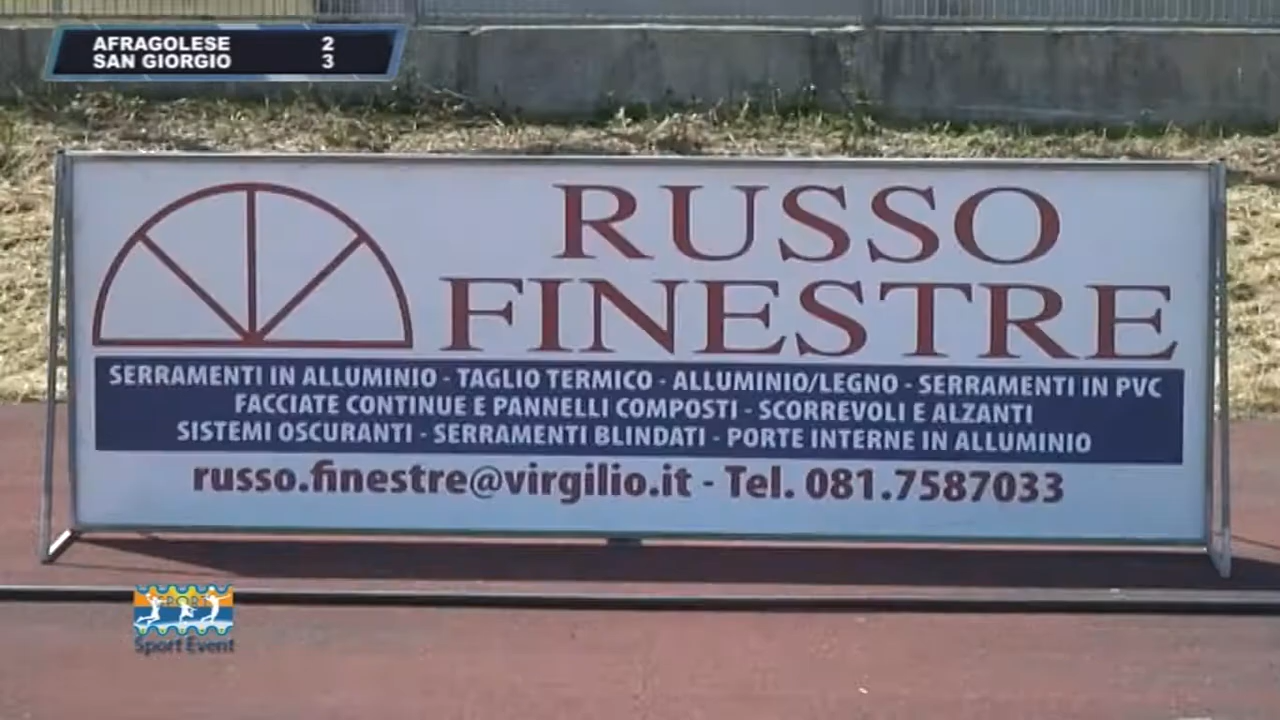 AFRAGOLESE 2
SAN GIORGIO 3
RUSSO
FINESTRE
SERRAMENTI IN ALLUMINIO - TAGLIO TERMICO - ALLUMINIO/LEGNO - SERRAMENTI IN PVC
FACCIATE CONTINUE E PANNELLI COMPOSTI - SCORREVOLI E ALZANTI
SISTEMI OSCURANTI - SERRAMENTI BLINDATI - PORTE INTERNE IN ALLUMINIO
russo.finestre@virgilio.it - Tel. 081.7587033
SPORT
Sport Event